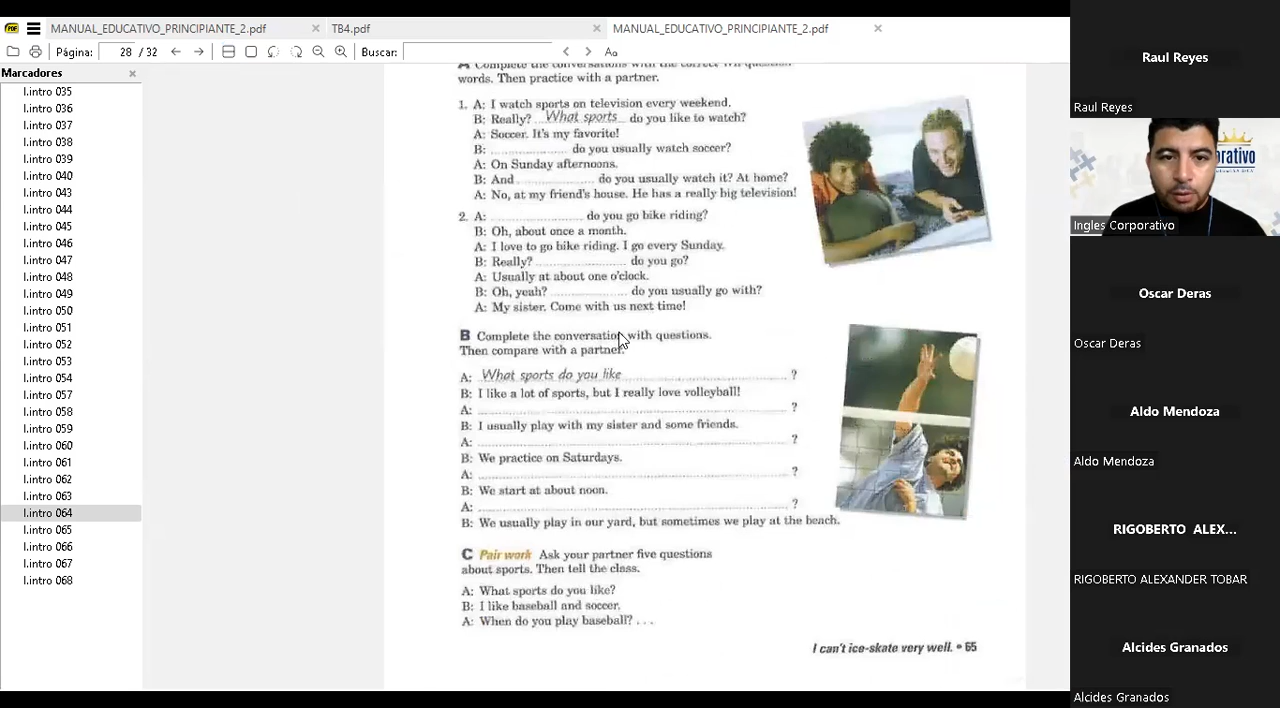 MANUAL_EDUCATIVO_PRINCIPIANTE_2.pdf
TB4.pdf
MANUAL_EDUCATIVO_PRINCIPIANTE_2.pdf
Página: 28 / 32
Buscar:
Marcadores
I.intro 035
I.intro 036
I.intro 037
I.intro 038
I.intro 039
I.intro 040
I.intro 043
I.intro 044
I.intro 045
I.intro 046
I.intro 047
I.intro 048
I.intro 049
I.intro 050
I.intro 051
I.intro 052
I.intro 053
I.intro 054
I.intro 057
I.intro 058
I.intro 059
I.intro 060
I.intro 061
I.intro 062
I.intro 063
I.intro 064
I.intro 065
I.intro 066
I.intro 067
I.intro 068
A Complete the conversations with the correct Wh-question
words. Then practice with a partner.
1. A: I watch sports on television every weekend.
B: Really? What sports do you like to watch?
A: Soccer. It's my favorite!
B: .................... do you usually watch soccer?
A: On Sunday afternoons.
B: And .................... do you usually watch it? At home?
A: No, at my friend's house. He has a really big television!
2. A: .................... do you go bike riding?
B: Oh, about once a month.
A: I love to go bike riding. I go every Sunday.
B: Really? .................... do you go?
A: Usually at about one o'clock.
B: Oh, yeah? .................... do you usually go with?
A: My sister. Come with us next time!
B Complete the conversation with questions.
Then compare with a partner.
A: What sports do you like ....................?
B: I like a lot of sports, but I really love volleyball!
A: ....................?
B: I usually play with my sister and some friends.
A: ....................?
B: We practice on Saturdays.
A: ....................?
B: We start at about noon.
A: ....................?
B: We usually play in our yard, but sometimes we play at the beach.
C Pair work Ask your partner five questions
about sports. Then tell the class.
A: What sports do you like?
B: I like baseball and soccer.
A: When do you play baseball? . . .
I can't ice-skate very well. • 65
Raul Reyes
Raul Reyes
Ingles Corporativo
Oscar Deras
Oscar Deras
Aldo Mendoza
Aldo Mendoza
RIGOBERTO ALEX...
RIGOBERTO ALEXANDER TOBAR
Alcides Granados
Alcides Granados